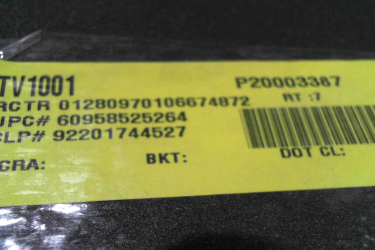 TV1001 P20003387
RCTR 01280970106674872 RT :7
UPC# 60958525264
CLP# 92201744527
CRA: BKT: DOT CL: